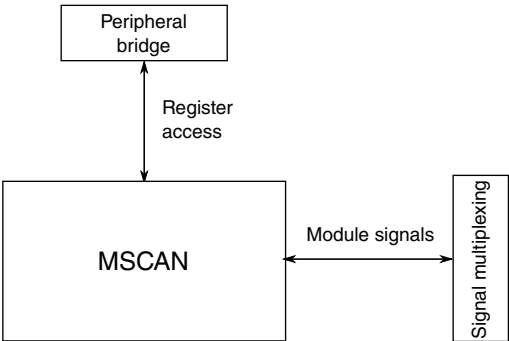 Peripheral
bridge
Register
access
MSCAN
Module signals
Signal multiplexing